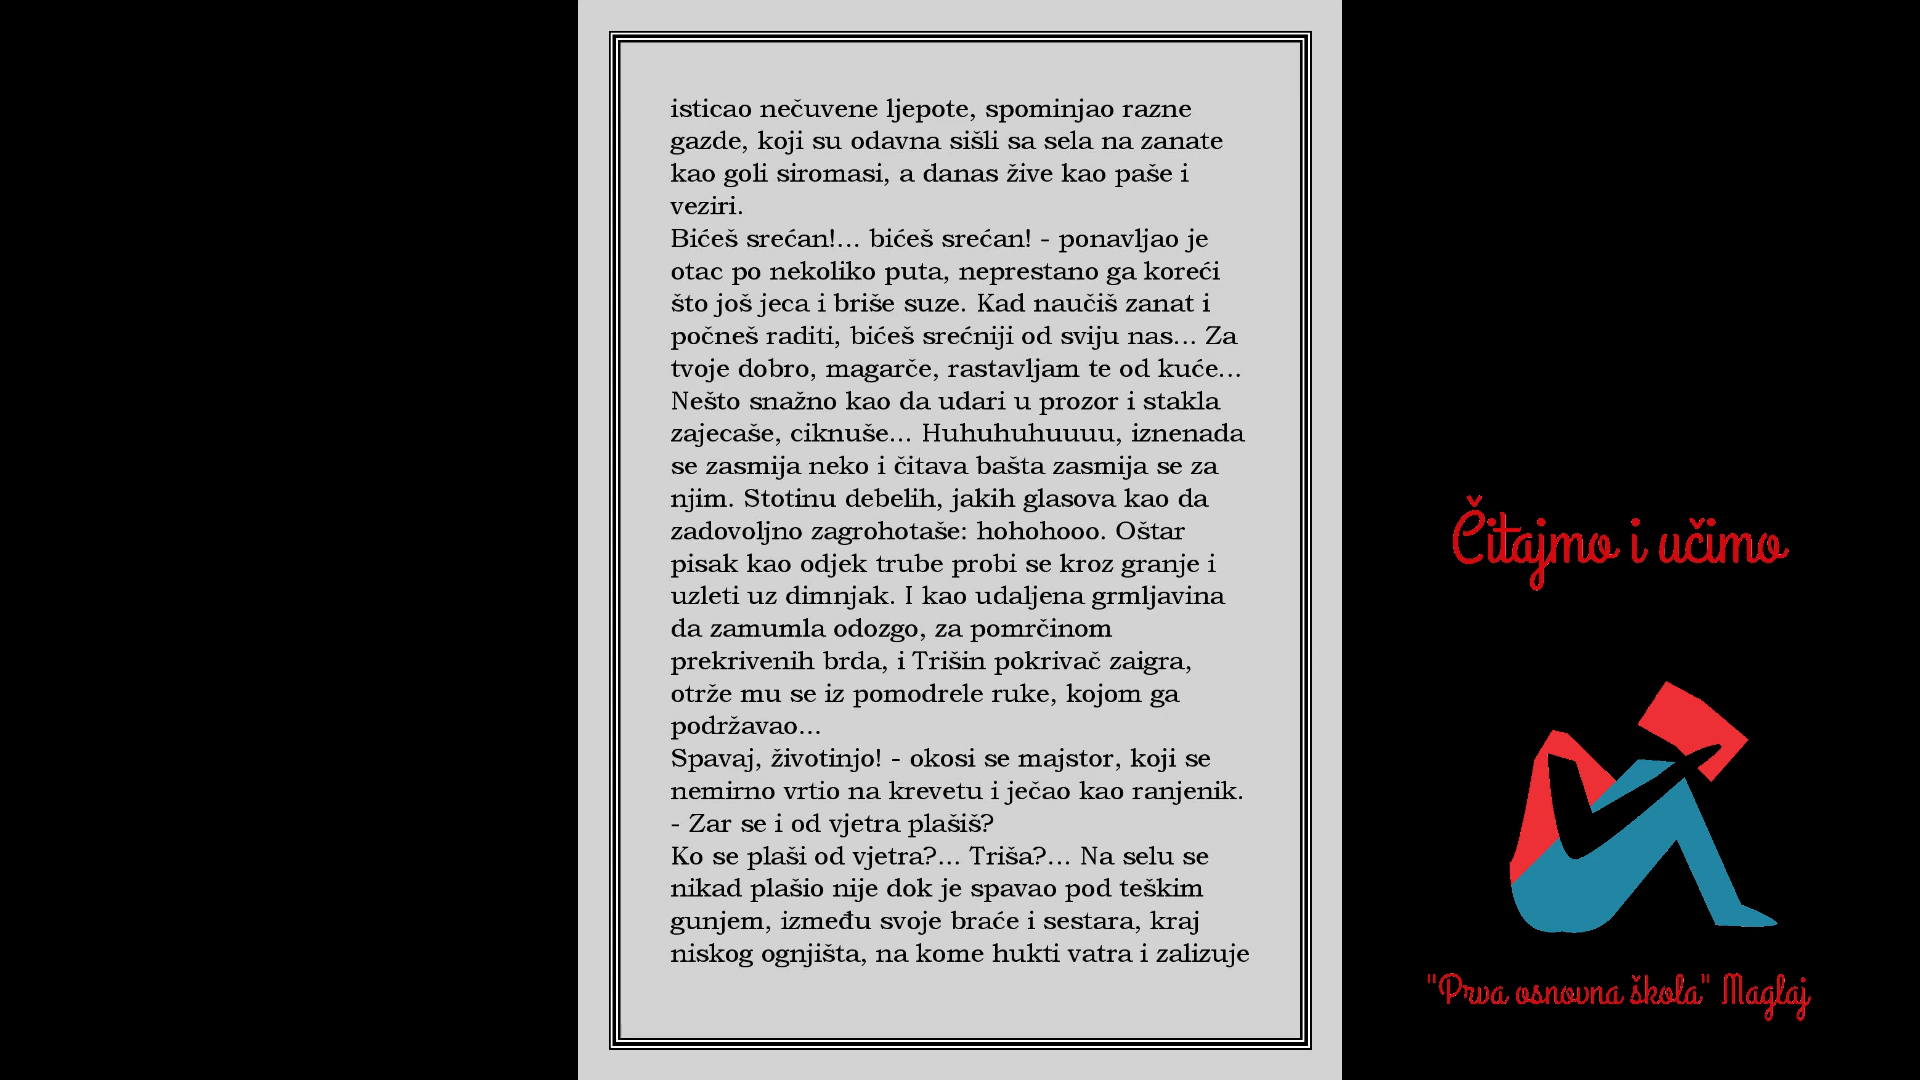 isticao nečuvene ljepote, spominjao razne
gazde, koji su odavna sišli sa sela na zanate
kao goli siromasi, a danas žive kao paše i
veziri.
Bićeš srećan!... bićeš srećan! - ponavljao je
otac po nekoliko puta, neprestano ga koreći
što još jeca i briše suze. Kad naučiš zanat i
počneš raditi, bićeš srećniji od sviju nas... Za
tvoje dobro, magarče, rastavljam te od kuće...
Nešto snažno kao da udari u prozor i stakla
zajecaše, ciknuše... Huhuhuhuuuu, iznenada
se zasmija neko i čitava bašta zasmija se za
njim. Stotinu debelih, jakih glasova kao da
zadovoljno zagrohotaše: hohohooo. Oštar
pisak kao odjek trube probi se kroz granje i
uzleti uz dimnjak. I kao udaljena grmljavina
da zamumla odozgo, za pomrčinom
prekrivenih brda, i Trišin pokrivač zaigra,
otrže mu se iz pomodrele ruke, kojom ga
podržavao...
Spavaj, životinjo! - okosi se majstor, koji se
nemirno vrtio na krevetu i ječao kao ranjenik.
- Zar se i od vjetra plašiš?
Ko se plaši od vjetra?... Triša?... Na selu se
nikad plašio nije dok je spavao pod teškim
gunjem, između svoje braće i sestara, kraj
niskog ognjišta, na kome hukti vatra i zalizuje
Čitajmo i učimo
"Prva osnovna škola" Maglaj